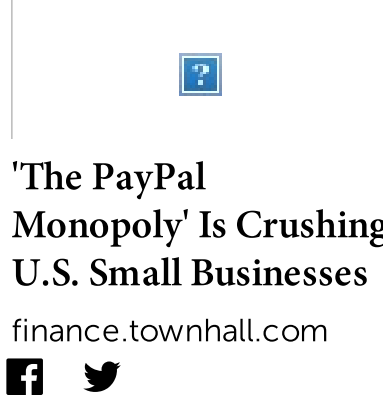 'The PayPal
Monopoly' Is Crushing
U.S. Small Businesses
finance.townhall.com